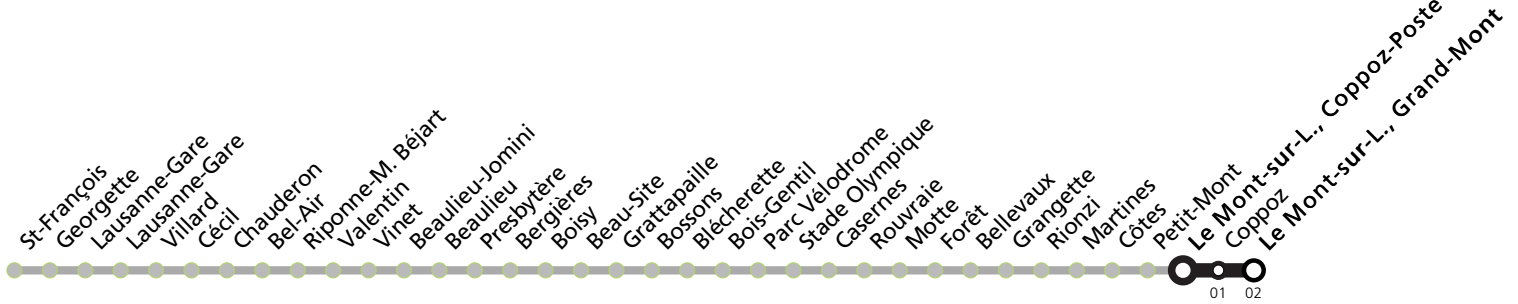 St-François
Georgette
Lausanne-Gare
Lausanne-Gare
Villard
Cécil
Chauderon
Bel-Air
Riponne-M. Béjart
Valentin
Vinet
Beaulieu-Jomini
Beaulieu
Presbytère
Bergières
Boisy
Beau-Site
Grattapaille
Bossons
Blécherette
Bois-Gentil
Parc Vélodrome
Stade Olympique
Casernes
Rouvraie
Motte
Forêt
Bellevaux
Grangette
Rionzi
Martines
Côtes
Petit-Mont
Le Mont-sur-L., Coppoz-Poste
Coppoz
Le Mont-sur-L., Grand-Mont
01 02